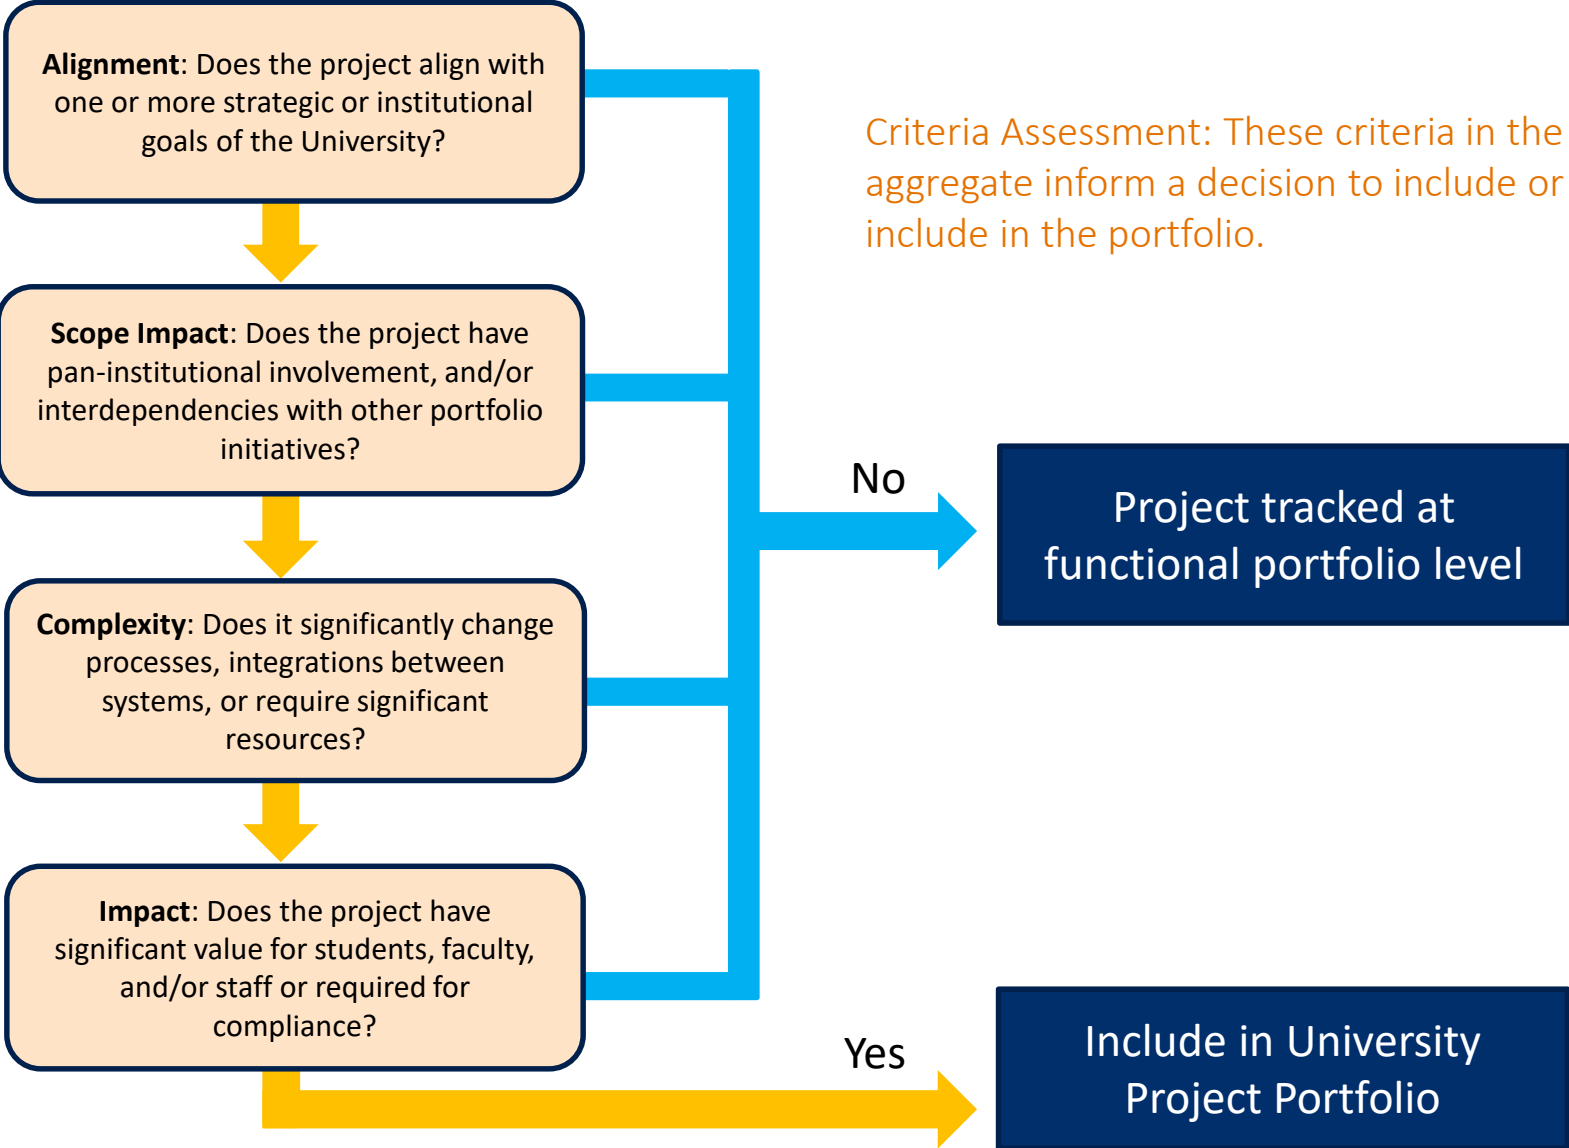 Alignment: Does the project align with
one or more strategic or institutional
goals of the University?
Criteria Assessment: These criteria in the
aggregate inform a decision to include or
include in the portfolio.
Scope Impact: Does the project have
pan-institutional involvement, and/or
interdependencies with other portfolio
initiatives?
No
Project tracked at
functional portfolio level
Complexity: Does it significantly change
processes, integrations between
systems, or require significant
resources?
Impact: Does the project have
significant value for students, faculty,
and/or staff or required for
compliance?
Yes
Include in University
Project Portfolio